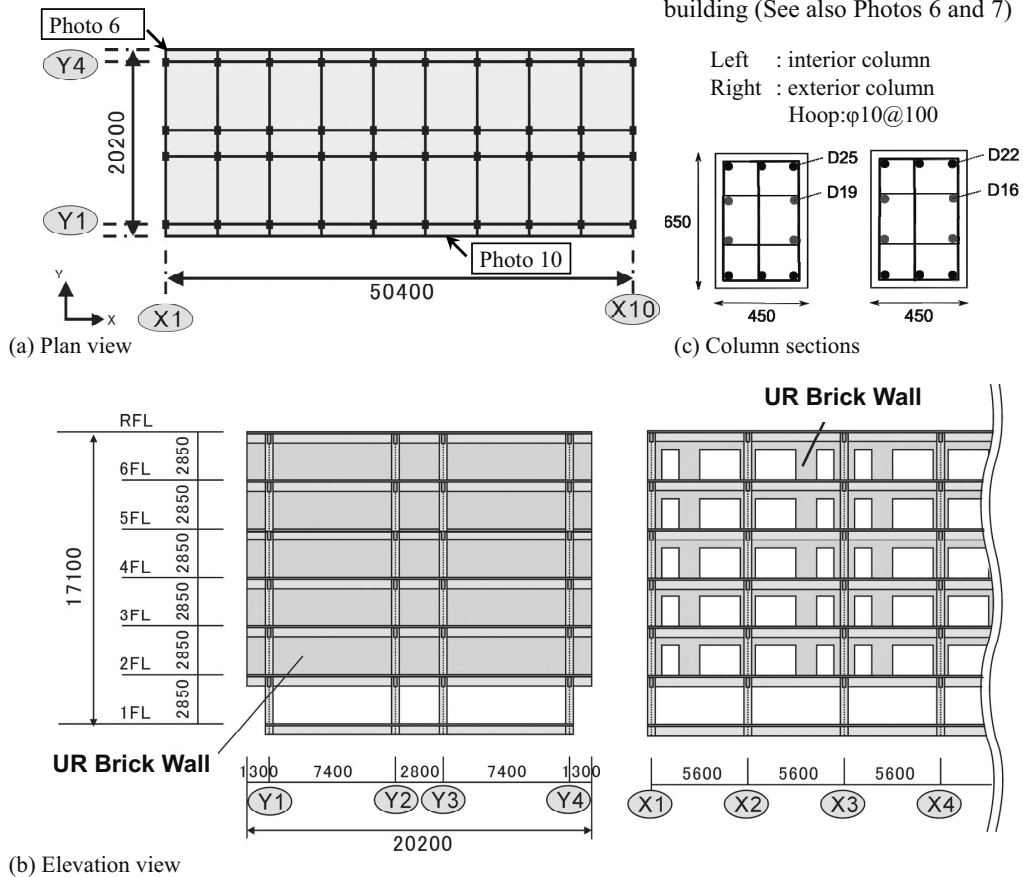 building (See also Photos 6 and 7)
Photo 6
Y4
20200
Y1
Photo 10
50400
Y
X
X1
X10
(a) Plan view
Left : interior column
Right : exterior column
Hoop:φ10@100
D25
D19
D22
D16
650
450
450
(c) Column sections
UR Brick Wall
RFL
2850
6FL
2850
5FL
2850
4FL
2850
3FL
2850
2FL
2850
1FL
17100
UR Brick Wall
1300 7400 2800 7400 1300
Y1 Y2 Y3 Y4
20200
5600 5600 5600
X1 X2 X3 X4
(b) Elevation view